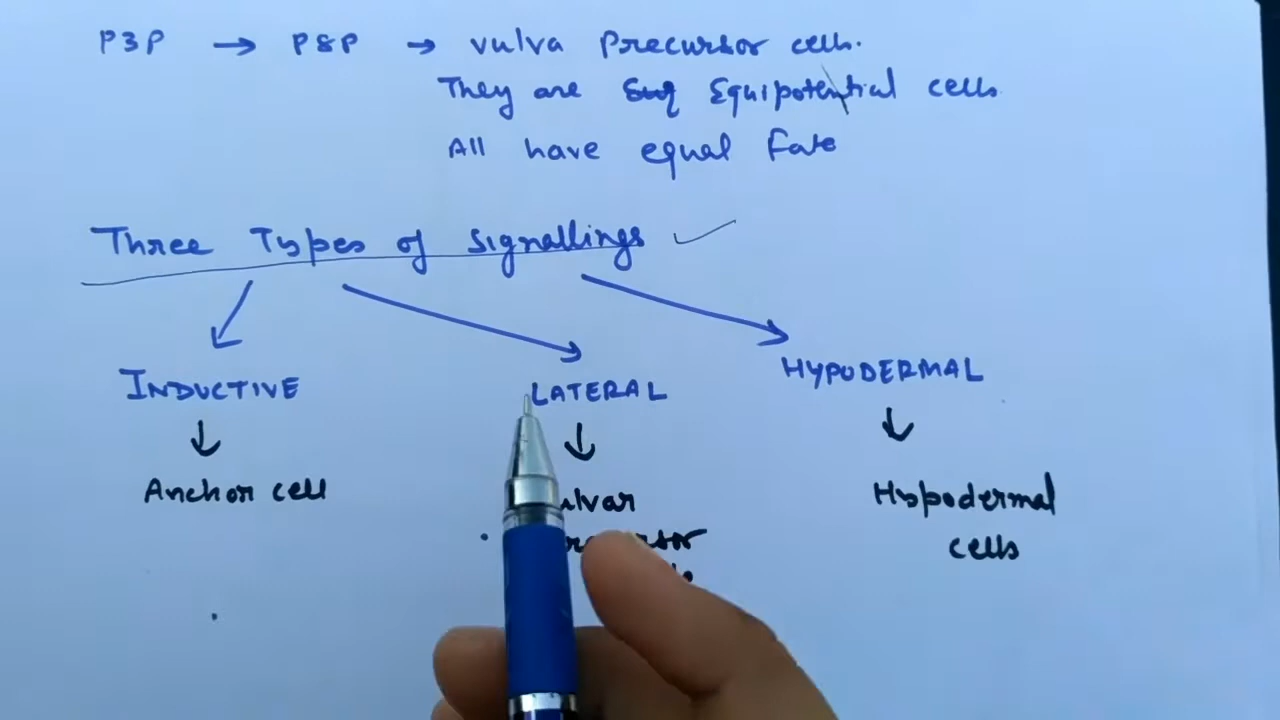 P3P → P8P → Vulva Precursor cells.
They are Equipotential cells
All have equal Fate
Three Types of Signallings ✓
INDUCTIVE LATERAL HYPODERMAL
↓ ↓ ↓
Anchor cell
Hypodermal
cells